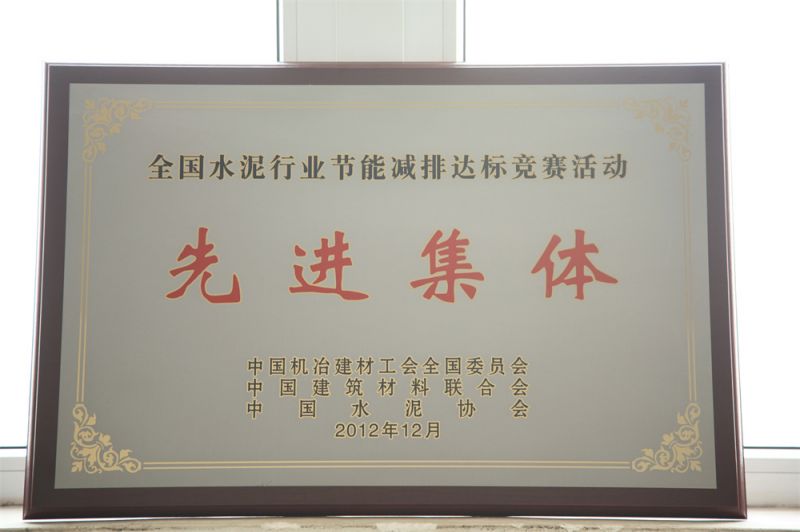 全国水泥行业节能减排达标竞赛活动
先进集体
中国机冶建材工会全国委员会
中国建筑材料联合会
中国水泥协会
2012年12月